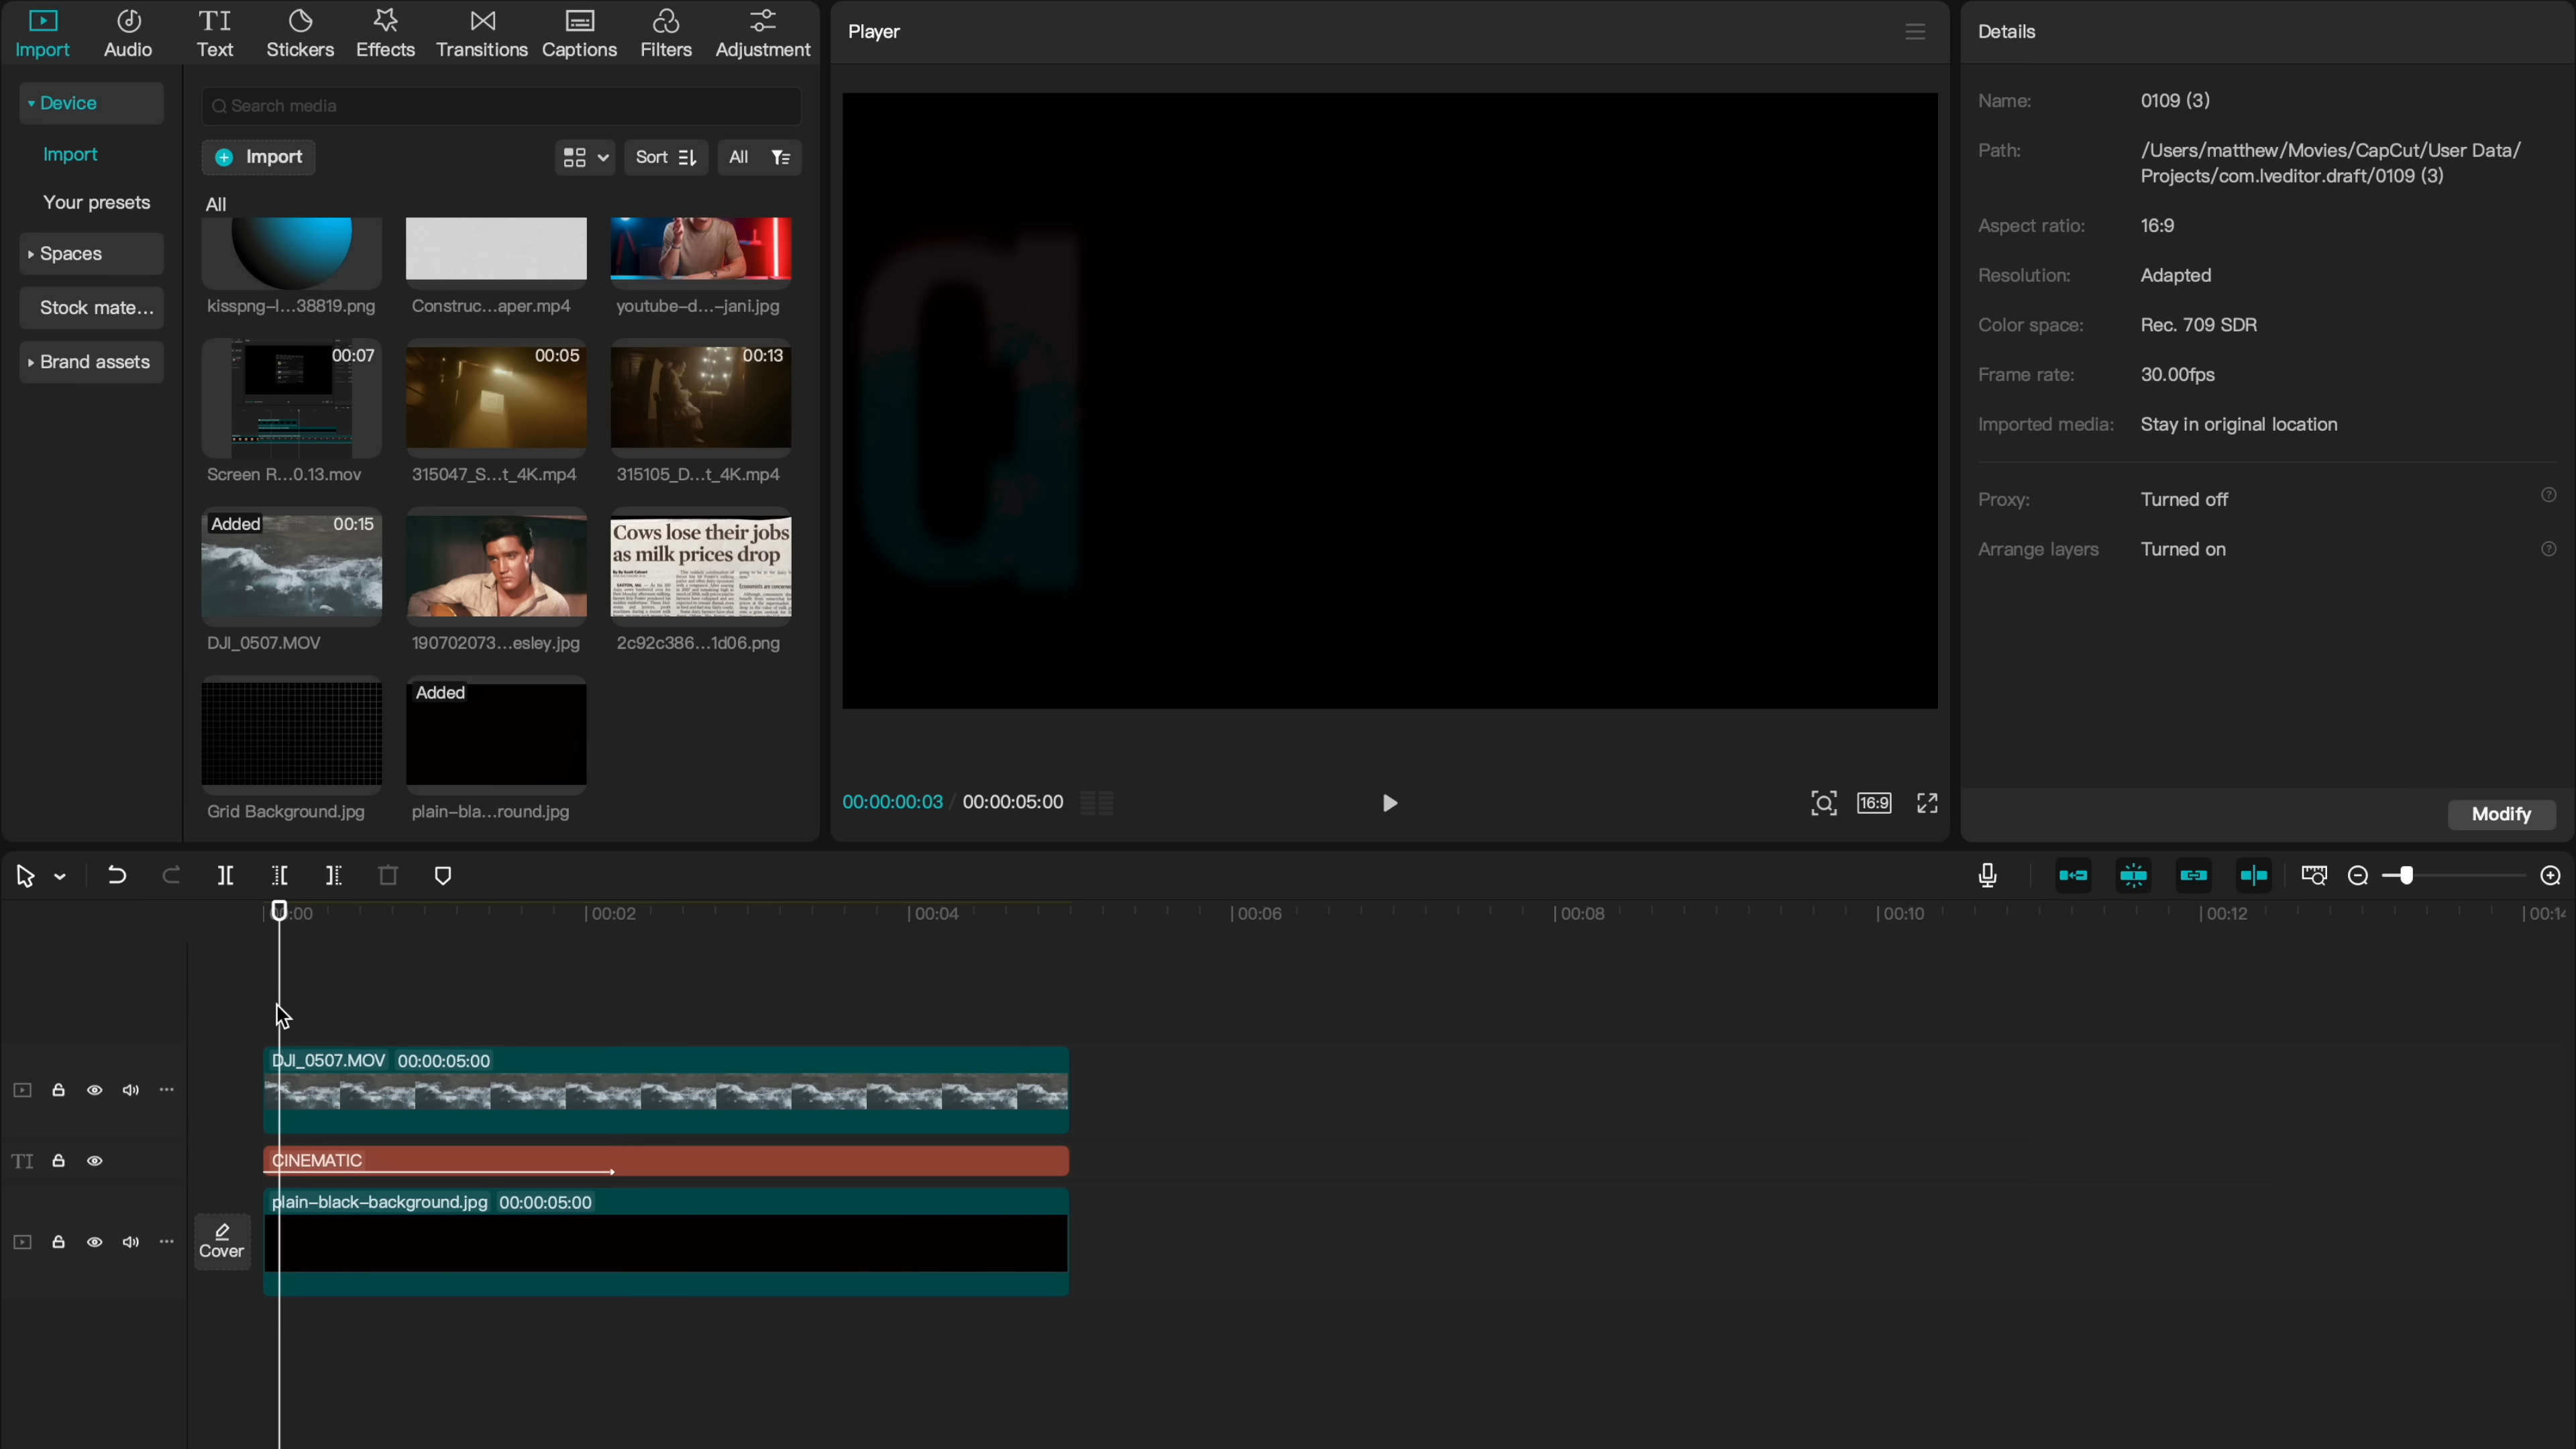 Import
Audio
TI
Text
Stickers
Effects
Transitions
Captions
Filters
Adjustment
Device
Import
Your presets
Spaces
Stock mate...
Brand assets
Search media
Import
Sort
All
All
kisspng-l...38819.png
Construc...aper.mp4
youtube-d...-jani.jpg
00:07
00:05
00:13
Screen R...0.13.mov
315047_S...t_4K.mp4
315105_D...t_4K.mp4
Added
00:15
Cows lose their jobs
as milk prices drop
DJI_0507.MOV
190702073...esley.jpg
2c92c386...1d06.png
Added
Grid Background.jpg
plain-bla...round.jpg
Player
00:00:00:03 / 00:00:05:00
16:9
Details
Name: 0109 (3)
Path: /Users/matthew/Movies/CapCut/User Data/
Projects/com.lveditor.draft/0109 (3)
Aspect ratio: 16:9
Resolution: Adapted
Color space: Rec. 709 SDR
Frame rate: 30.00fps
Imported media: Stay in original location
Proxy: Turned off
Arrange layers Turned on
Modify
00:02
00:04
00:06
00:08
00:10
00:12
DJI_0507.MOV 00:00:05:00
TI
CINEMATIC
plain-black-background.jpg 00:00:05:00
Cover